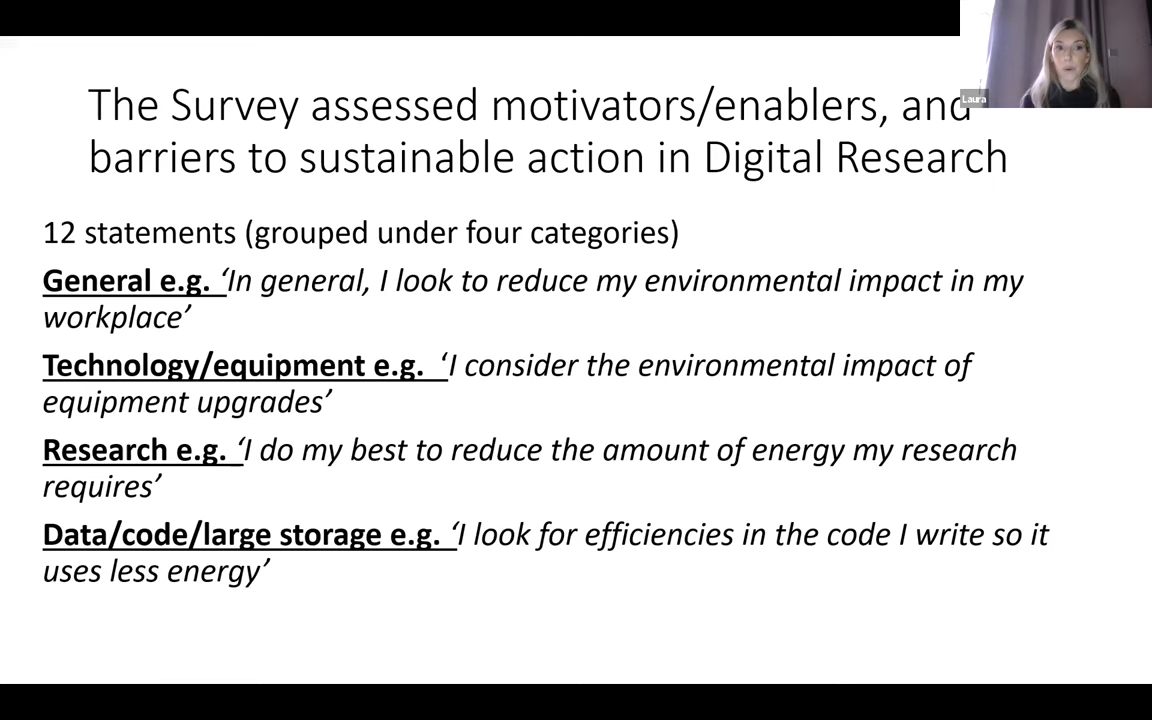 The Survey assessed motivators/enablers, and
barriers to sustainable action in Digital Research
Laura
12 statements (grouped under four categories)
General e.g. ‘In general, I look to reduce my environmental impact in my
workplace’
Technology/equipment e.g. ‘I consider the environmental impact of
equipment upgrades’
Research e.g. ‘I do my best to reduce the amount of energy my research
requires’
Data/code/large storage e.g. ‘I look for efficiencies in the code I write so it
uses less energy’